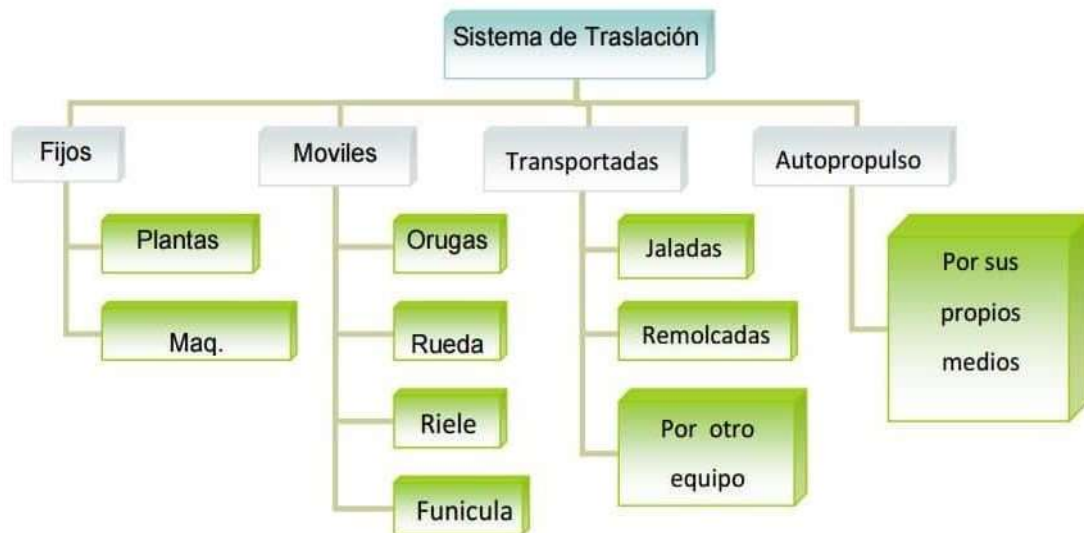 Sistema de Traslación
Fijos
Moviles
Transportadas
Autopropulso
Plantas
Maq.
Orugas
Rueda
Riele
Funicula
Jaladas
Remolcadas
Por otro
equipo
Por sus
propios
medios